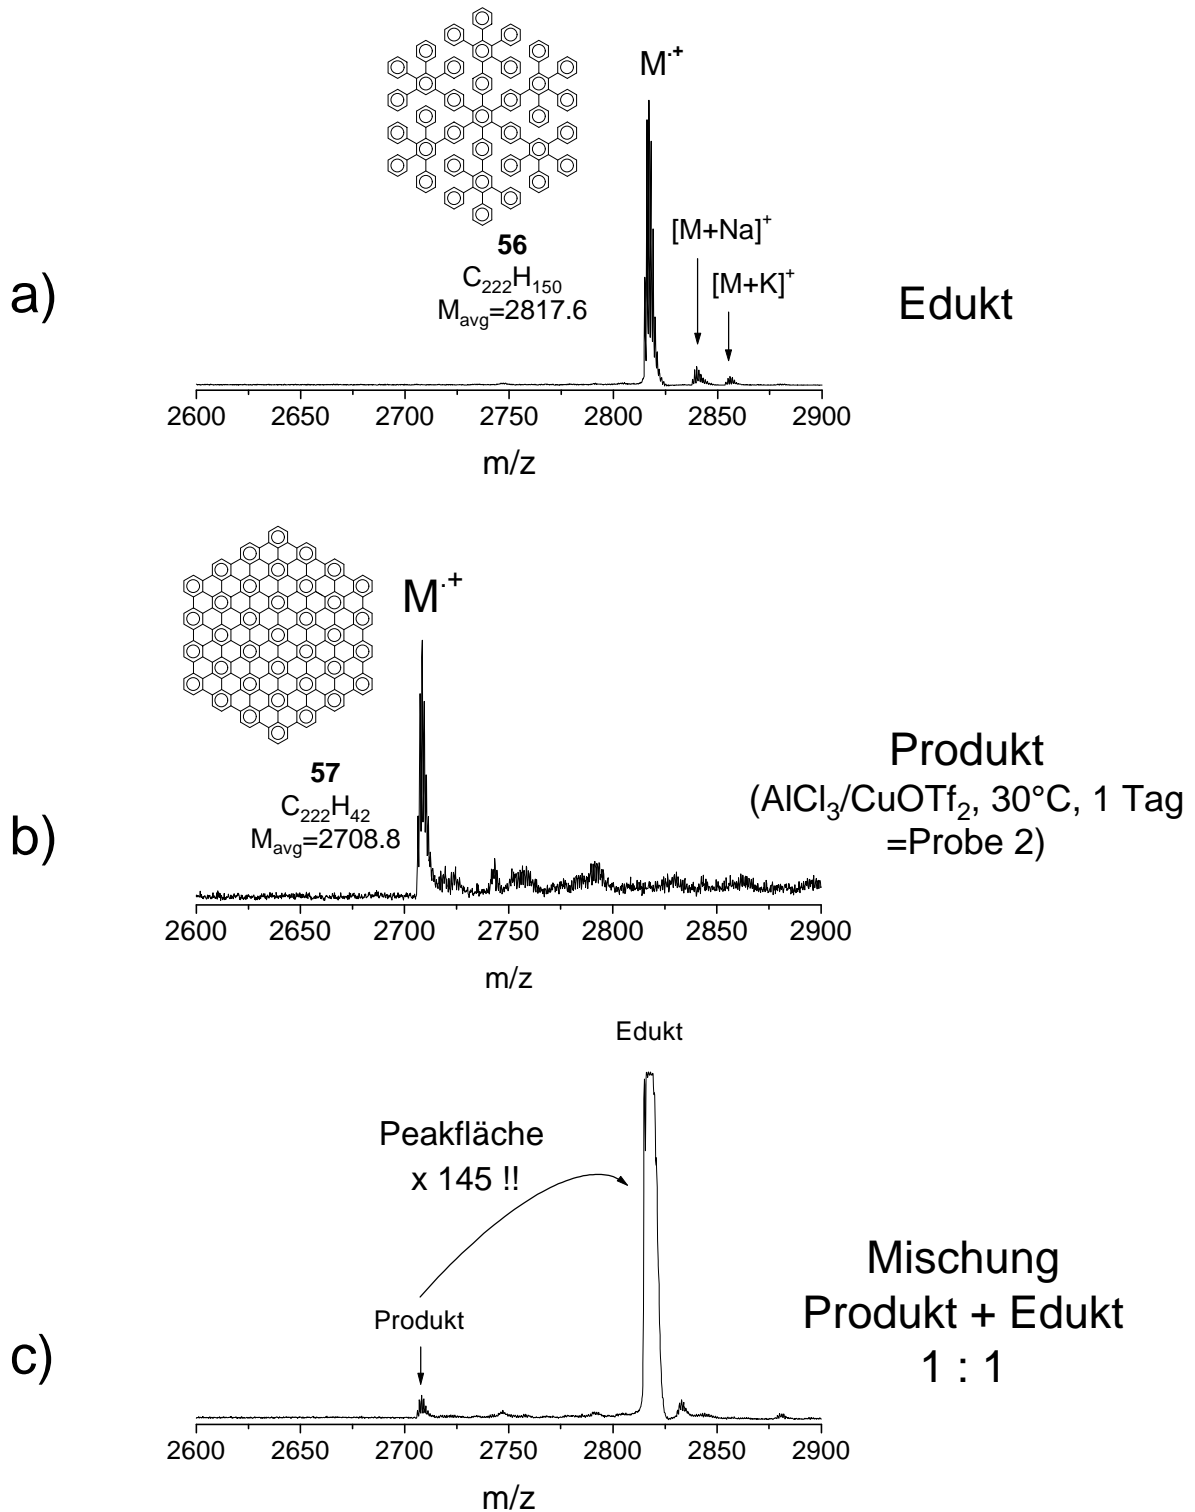 M·+
56
C222H150
Mavg=2817.6
[M+Na]+
[M+K]+
a)
Edukt
2600 2650 2700 2750 2800 2850 2900
m/z
M·+
57
C222H42
Mavg=2708.8
b)
Produkt
(AlCl3/CuOTf2, 30°C, 1 Tag
=Probe 2)
2600 2650 2700 2750 2800 2850 2900
m/z
Edukt
Peakfläche
x 145 !!
Produkt
c)
Mischung
Produkt + Edukt
1 : 1
2600 2650 2700 2750 2800 2850 2900
m/z